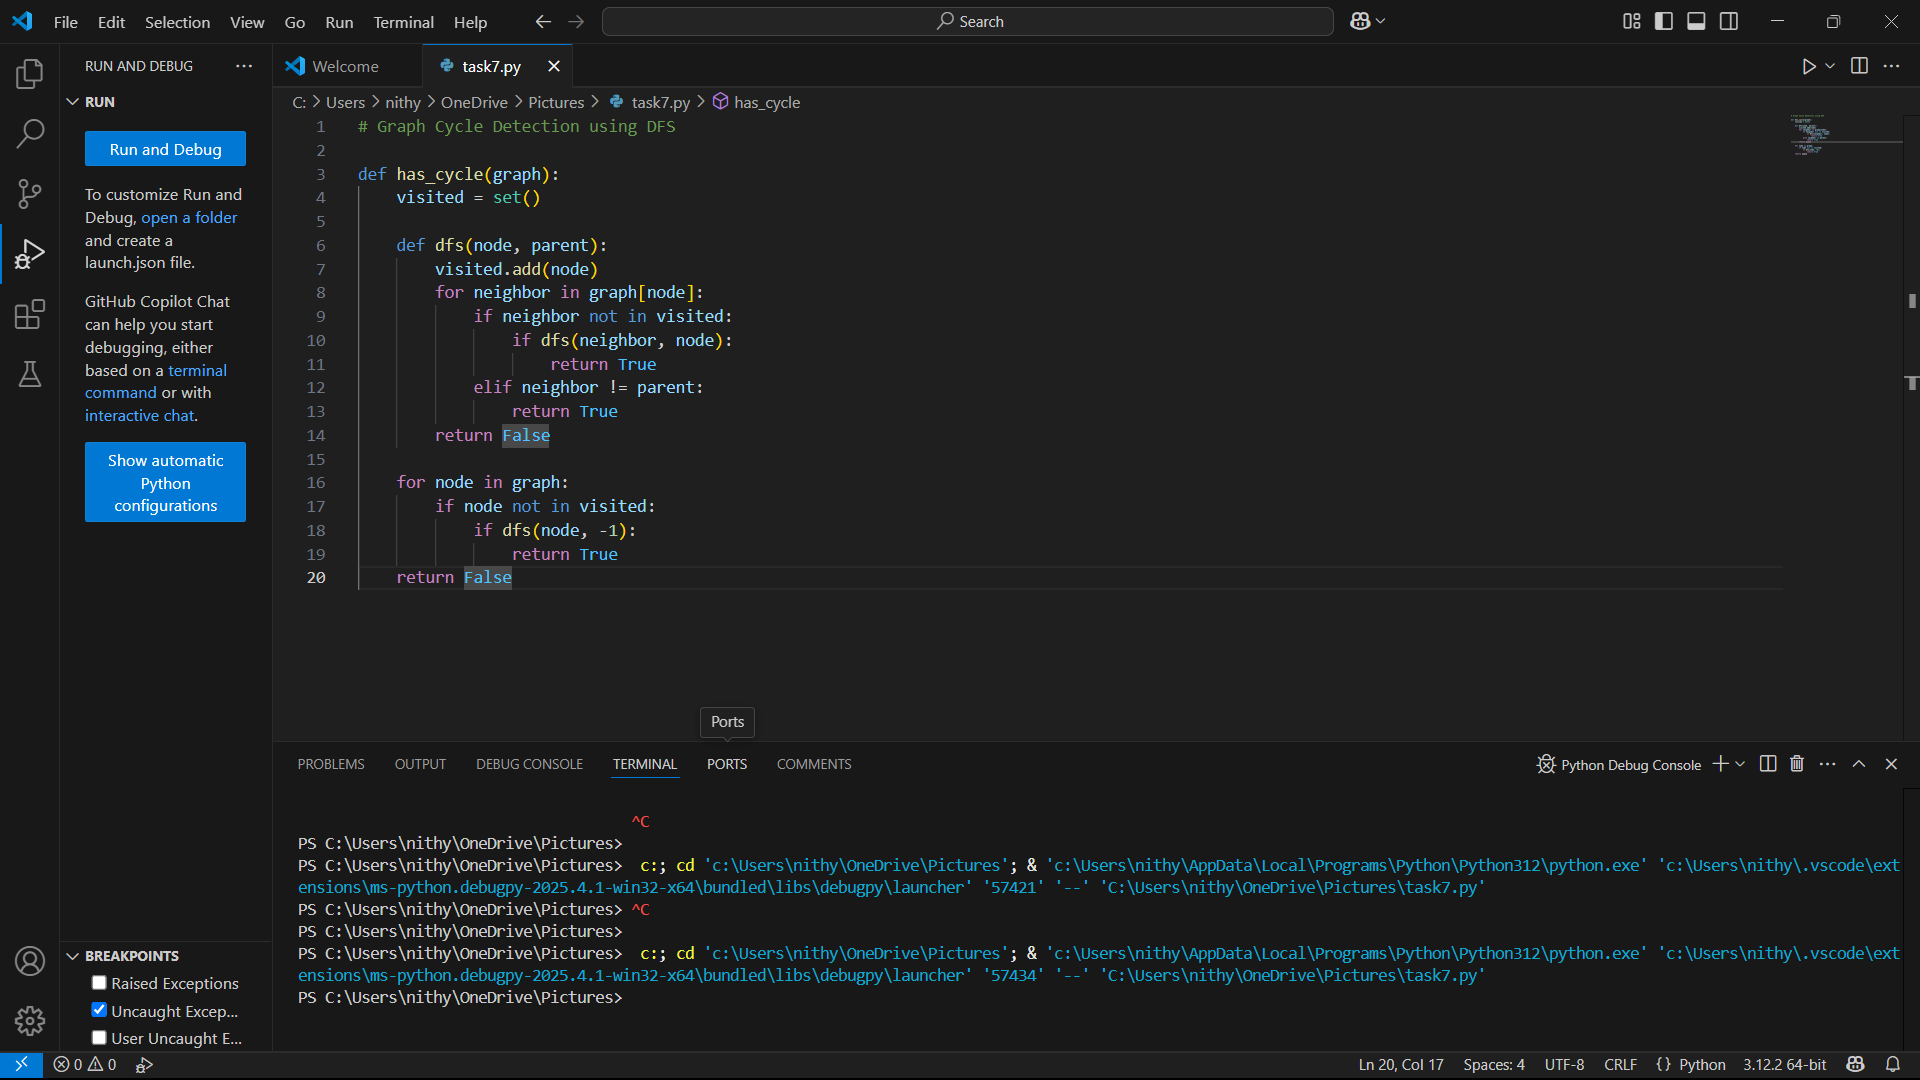 File Edit Selection View Go Run Terminal Help
Search
RUN AND DEBUG
RUN
Run and Debug
To customize Run and
Debug, open a folder
and create a
launch.json file.
GitHub Copilot Chat
can help you start
debugging, either
based on a terminal
command or with
interactive chat.
Show automatic
Python
configurations
BREAKPOINTS
Raised Exceptions
Uncaught Excep...
User Uncaught E...
Welcome
task7.py
C: > Users > nithy > OneDrive > Pictures > task7.py > has_cycle
1 # Graph Cycle Detection using DFS
2
3 def has_cycle(graph):
4     visited = set()
5
6     def dfs(node, parent):
7         visited.add(node)
8         for neighbor in graph[node]:
9             if neighbor not in visited:
10                 if dfs(neighbor, node):
11                     return True
12             elif neighbor != parent:
13                 return True
14         return False
15
16     for node in graph:
17         if node not in visited:
18             if dfs(node, -1):
19                 return True
20     return False
Ports
PROBLEMS OUTPUT DEBUG CONSOLE TERMINAL PORTS COMMENTS
Python Debug Console
^C
PS C:\Users\nithy\OneDrive\Pictures>
PS C:\Users\nithy\OneDrive\Pictures>  c:; cd 'c:\Users\nithy\OneDrive\Pictures'; & 'c:\Users\nithy\AppData\Local\Programs\Python\Python312\python.exe' 'c:\Users\nithy\.vscode\ext
ensions\ms-python.debugpy-2025.4.1-win32-x64\bundled\libs\debugpy\launcher' '57421' '--' 'C:\Users\nithy\OneDrive\Pictures\task7.py'
PS C:\Users\nithy\OneDrive\Pictures> ^C
PS C:\Users\nithy\OneDrive\Pictures>
PS C:\Users\nithy\OneDrive\Pictures>  c:; cd 'c:\Users\nithy\OneDrive\Pictures'; & 'c:\Users\nithy\AppData\Local\Programs\Python\Python312\python.exe' 'c:\Users\nithy\.vscode\ext
ensions\ms-python.debugpy-2025.4.1-win32-x64\bundled\libs\debugpy\launcher' '57434' '--' 'C:\Users\nithy\OneDrive\Pictures\task7.py'
PS C:\Users\nithy\OneDrive\Pictures>
0 0
Ln 20, Col 17 Spaces: 4 UTF-8 CRLF {} Python 3.12.2 64-bit